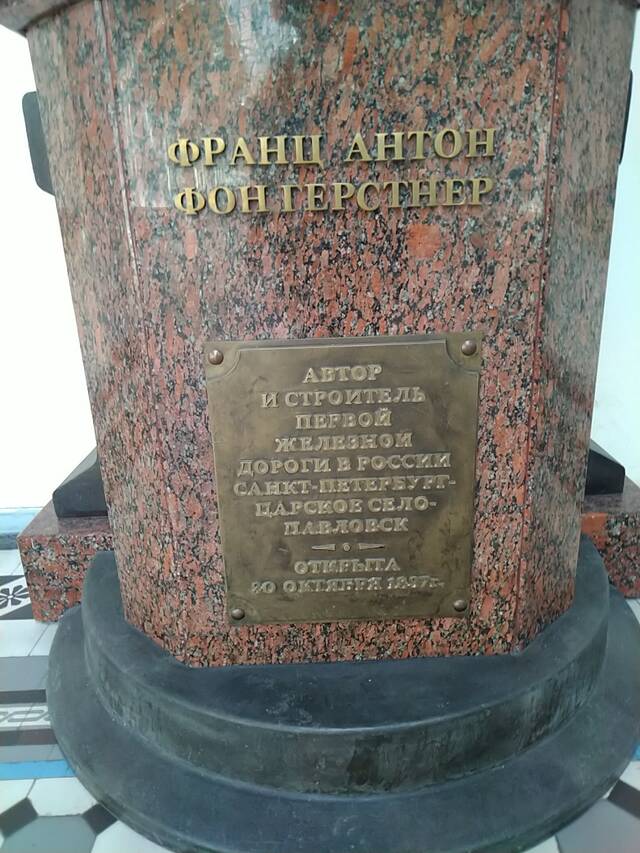 ФРАНЦ АНТОН
ФОН ГЕРСТНЕР
АВТОР
И СТРОИТЕЛЬ
ПЕРВОЙ
ЖЕЛЕЗНОЙ
ДОРОГИ В РОССИИ
САНКТ-ПЕТЕРБУРГ-
ЦАРСКОЕ СЕЛО-
ПАВЛОВСК
ОТКРЫТА
30 ОКТЯБРЯ 1837г.